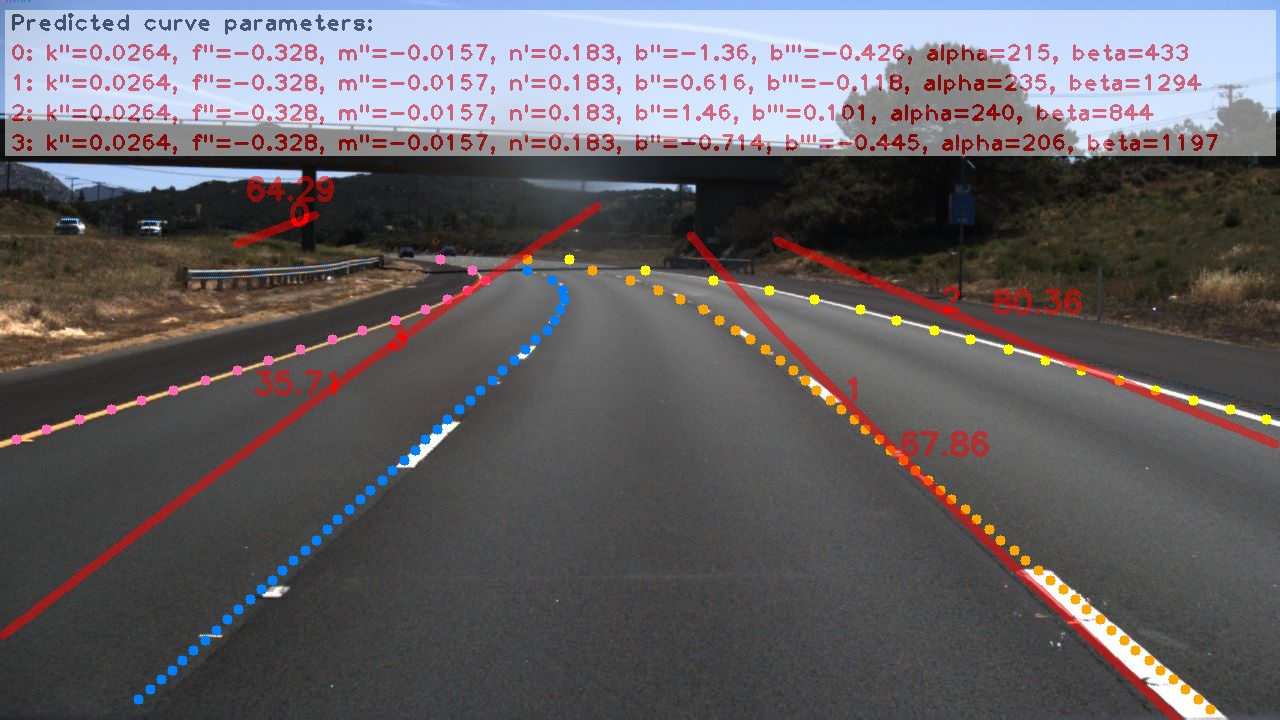 Predicted curve parameters:
0: k''=0.0264, f''=-0.328, m''=-0.0157, n'=0.183, b''=-1.36, b'''=-0.426, alpha=215, beta=433
1: k''=0.0264, f''=-0.328, m''=-0.0157, n'=0.183, b''=0.616, b'''=-0.118, alpha=235, beta=1294
2: k''=0.0264, f''=-0.328, m''=-0.0157, n'=0.183, b''=1.46, b'''=0.101, alpha=240, beta=844
3: k''=0.0264, f''=-0.328, m''=-0.0157, n'=0.183, b''=-0.714, b'''=-0.445, alpha=206, beta=1197
64.29
0
2 80.36
3
35.71
1
67.86